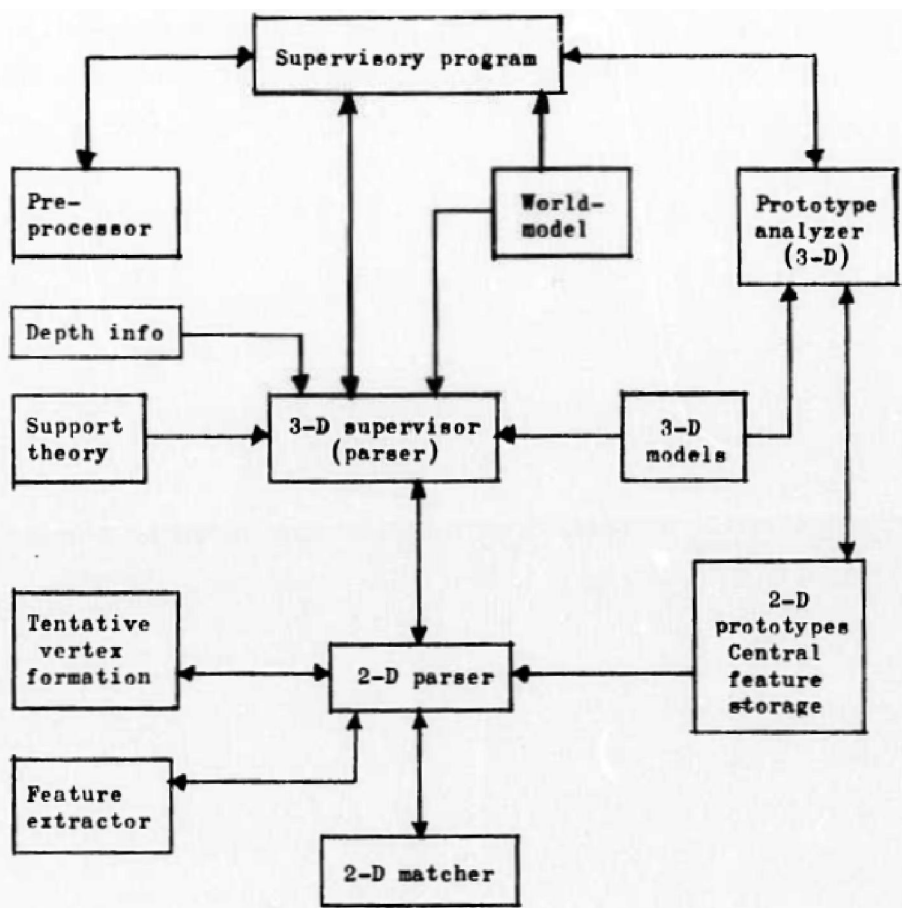 Supervisory program
Pre-
processor
World-
model
Prototype
analyzer
(3-D)
Depth info
Support
theory
3-D supervisor
(parser)
3-D
models
Tentative
vertex
formation
2-D parser
2-D
prototypes
Central
feature
storage
Feature
extractor
2-D matcher